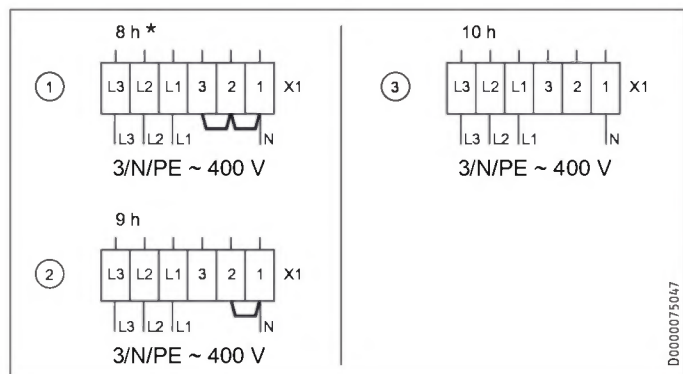 8 h *
1
L3 L2 L1 3 2 1 X1
L3 L2 L1 N
3/N/PE ~ 400 V
9 h
2
L3 L2 L1 3 2 1 X1
L3 L2 L1 N
3/N/PE ~ 400 V
10 h
3
L3 L2 L1 3 2 1 X1
L3 L2 L1 N
3/N/PE ~ 400 V
D0000075047